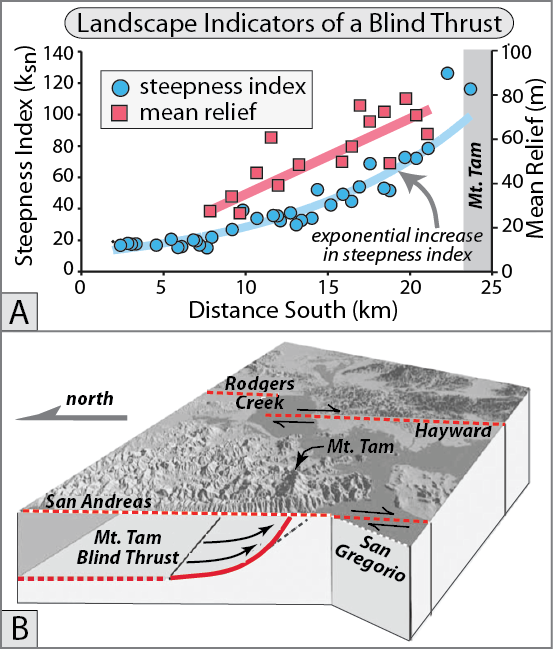 Landscape Indicators of a Blind Thrust
Steepness Index (ksn)
140
120
100
80
60
40
20
0
steepness index
mean relief
exponential increase
in steepness index
Mt. Tam
100
80
60
40
20
0
Mean Relief (m)
0 5 10 15 20 25
Distance South (km)
A
north
Rodgers
Creek
Hayward
Mt. Tam
San Andreas
Mt. Tam
Blind Thrust
San
Gregorio
B